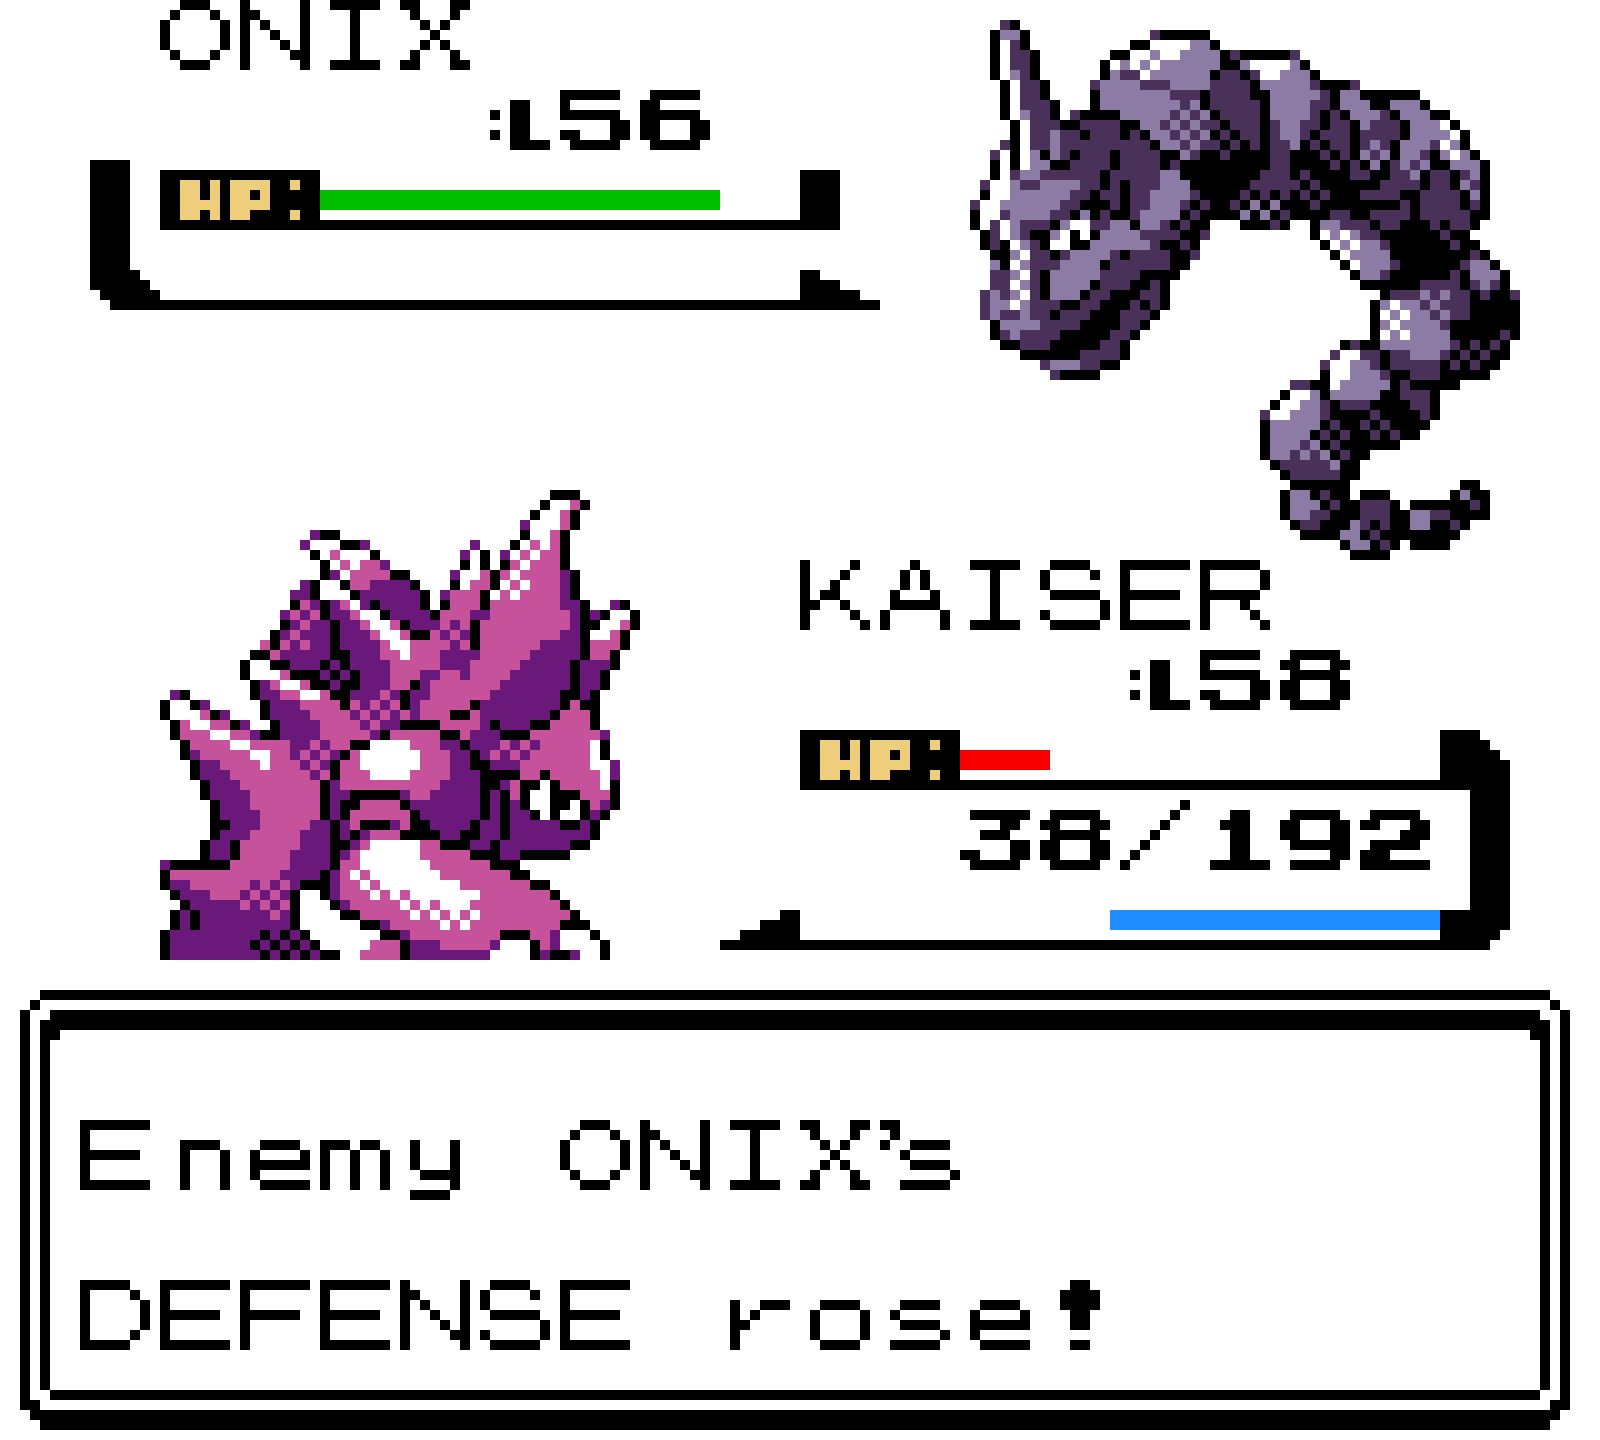 ONIX
:L56
HP:
KAISER
:L58
HP:
38/192
Enemy ONIX's
DEFENSE rose!